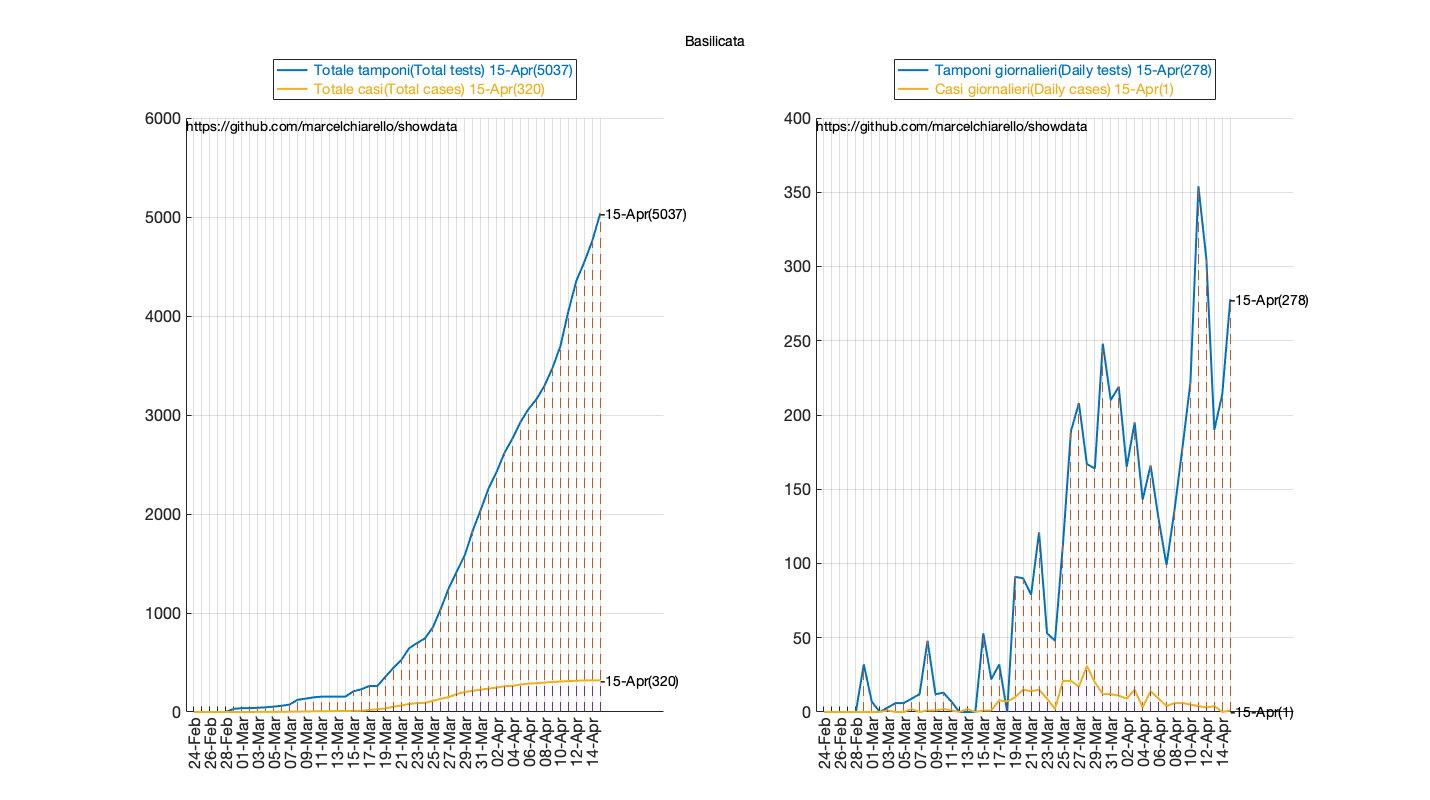 Basilicata
Totale tamponi(Total tests) 15-Apr(5037)
Totale casi(Total cases) 15-Apr(320)
6000
https://github.com/marcelchiarello/showdata
5000
15-Apr(5037)
4000
3000
2000
1000
15-Apr(320)
0
24-Feb
26-Feb
28-Feb
01-Mar
03-Mar
05-Mar
07-Mar
09-Mar
11-Mar
13-Mar
15-Mar
17-Mar
19-Mar
21-Mar
23-Mar
25-Mar
27-Mar
29-Mar
31-Mar
02-Apr
04-Apr
06-Apr
08-Apr
10-Apr
12-Apr
14-Apr
Tamponi giornalieri(Daily tests) 15-Apr(278)
Casi giornalieri(Daily cases) 15-Apr(1)
400
https://github.com/marcelchiarello/showdata
350
300
15-Apr(278)
250
200
150
100
50
0
15-Apr(1)
24-Feb
26-Feb
28-Feb
01-Mar
03-Mar
05-Mar
07-Mar
09-Mar
11-Mar
13-Mar
15-Mar
17-Mar
19-Mar
21-Mar
23-Mar
25-Mar
27-Mar
29-Mar
31-Mar
02-Apr
04-Apr
06-Apr
08-Apr
10-Apr
12-Apr
14-Apr